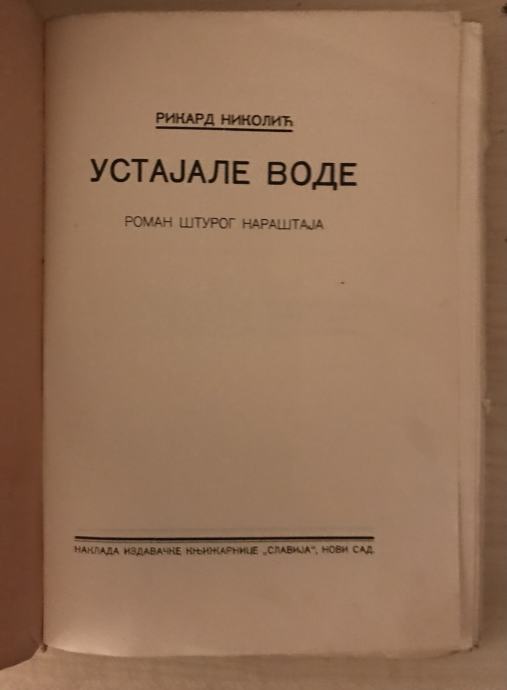 РИКАРД НИКОЛИЋ
УСТАЈАЛЕ ВОДЕ
РОМАН ШТУРОГ НАРАШТАЈА
НАКЛАДА ИЗДАВАЧКЕ КЊИЖАРНИЦЕ „СЛАВИЈА“, НОВИ САД.